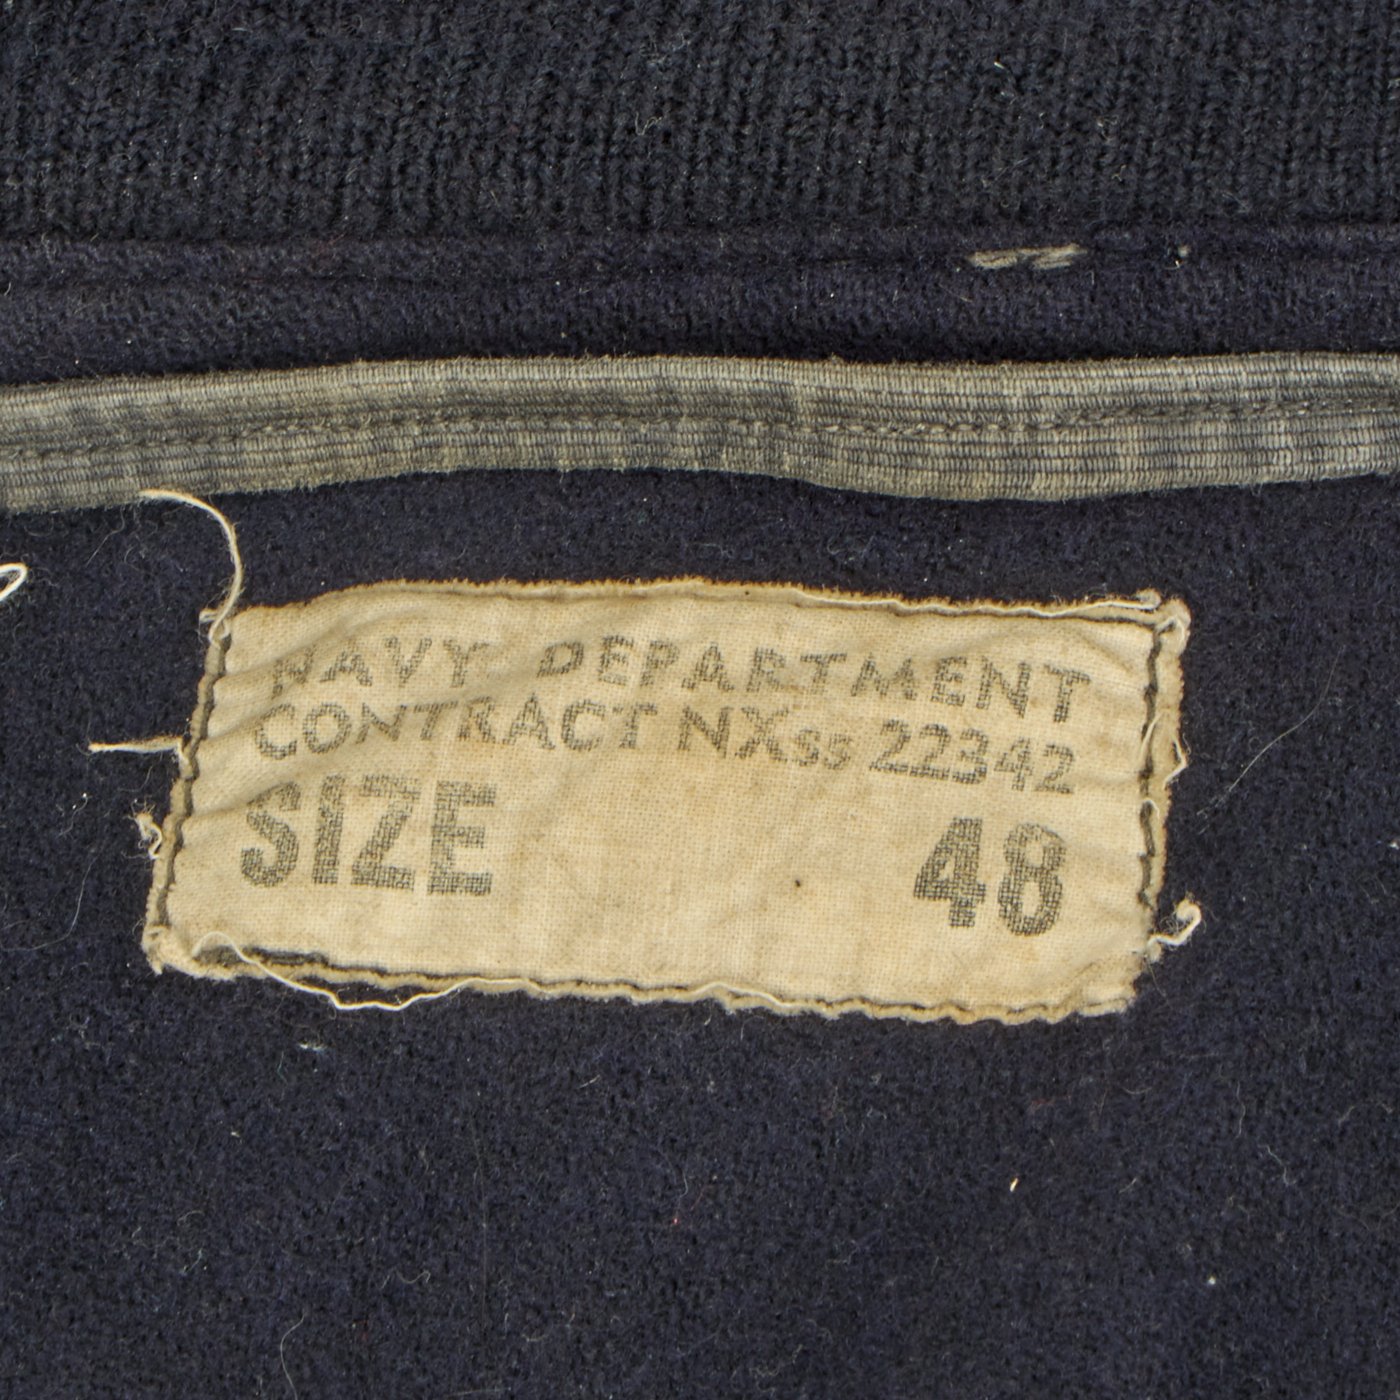 NAVY DEPARTMENT
CONTRACT NXss 22342
SIZE 48